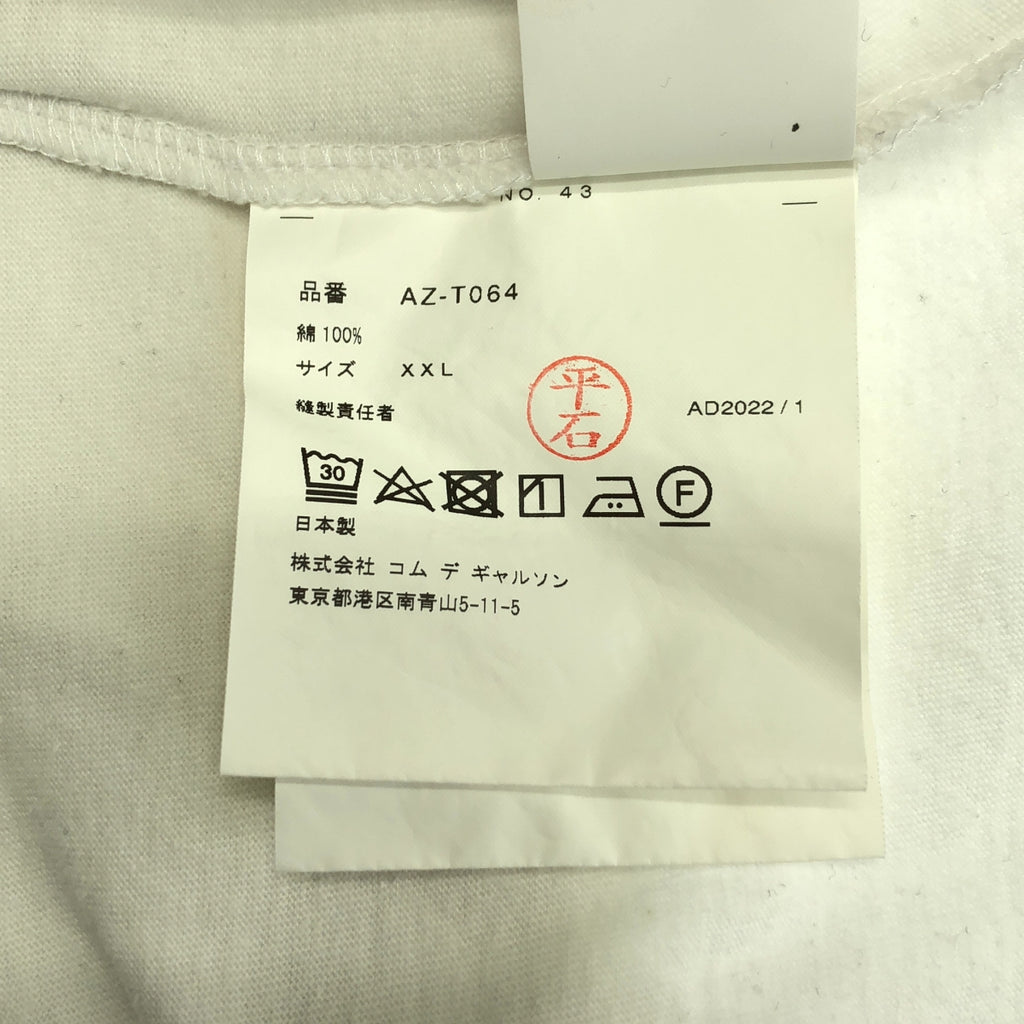 NO. 43
品番 AZ-T064
綿 100%
サイズ XXL
縫製責任者 平石 AD2022 / 1
30 F
日本製
株式会社 コム デ ギャルソン
東京都港区南青山5-11-5